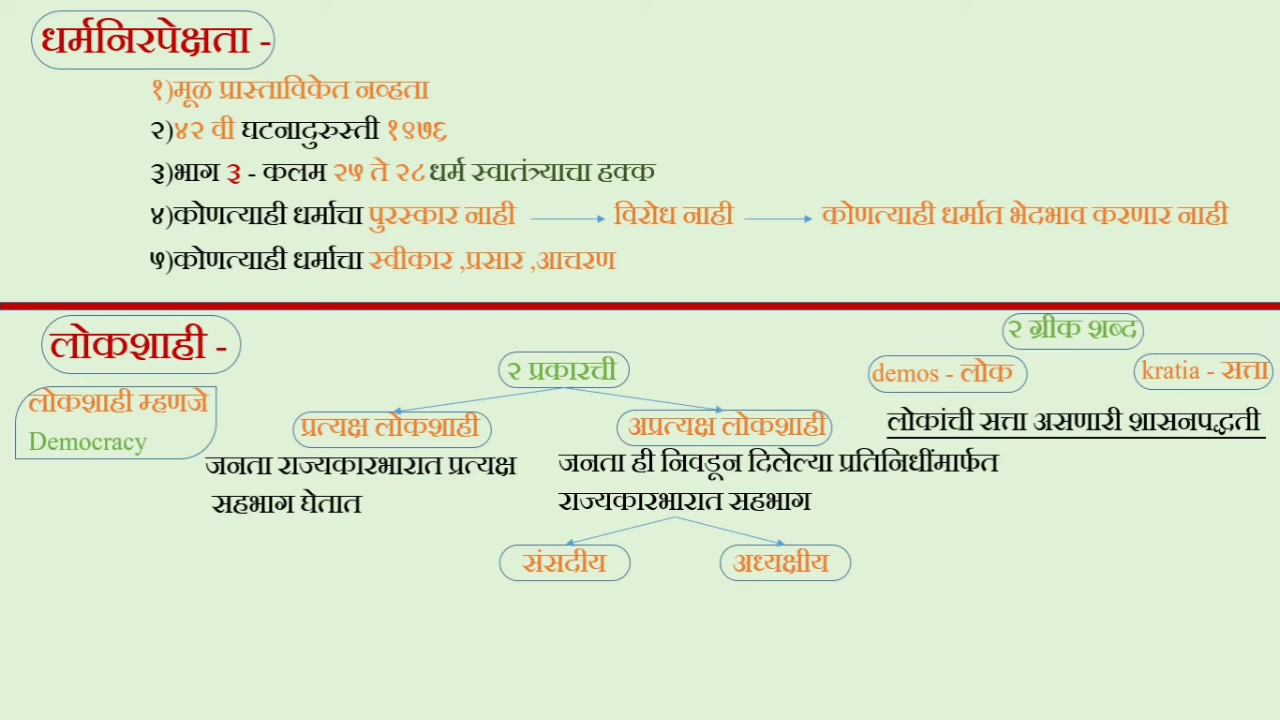 धर्मनिरपेक्षता -
१)मूळ प्रास्ताविकेत नव्हता
२)४२ वी घटनादुरुस्ती १९७६
३)भाग ३ - कलम २५ ते २८ धर्म स्वातंत्र्याचा हक्क
४)कोणत्याही धर्माचा पुरस्कार नाही विरोध नाही कोणत्याही धर्मात भेदभाव करणार नाही
५)कोणत्याही धर्माचा स्वीकार ,प्रसार ,आचरण
लोकशाही -
लोकशाही म्हणजे
Democracy
२ प्रकारची
प्रत्यक्ष लोकशाही
जनता राज्यकारभारात प्रत्यक्ष
सहभाग घेतात
अप्रत्यक्ष लोकशाही
जनता ही निवडून दिलेल्या प्रतिनिधींमार्फत
राज्यकारभारात सहभाग
संसदीय
अध्यक्षीय
२ ग्रीक शब्द
demos - लोक
kratia - सत्ता
लोकांची सत्ता असणारी शासनपद्धती